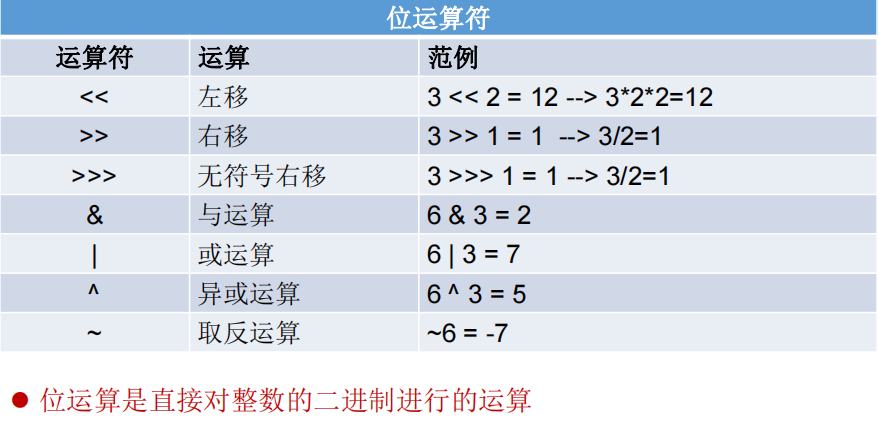 位运算符
运算符 运算 范例
<< 左移 3 << 2 = 12 --> 3*2*2=12
>> 右移 3 >> 1 = 1 --> 3/2=1
>>> 无符号右移 3 >>> 1 = 1 --> 3/2=1
& 与运算 6 & 3 = 2
| 或运算 6 | 3 = 7
^ 异或运算 6 ^ 3 = 5
~ 取反运算 ~6 = -7
● 位运算是直接对整数的二进制进行的运算